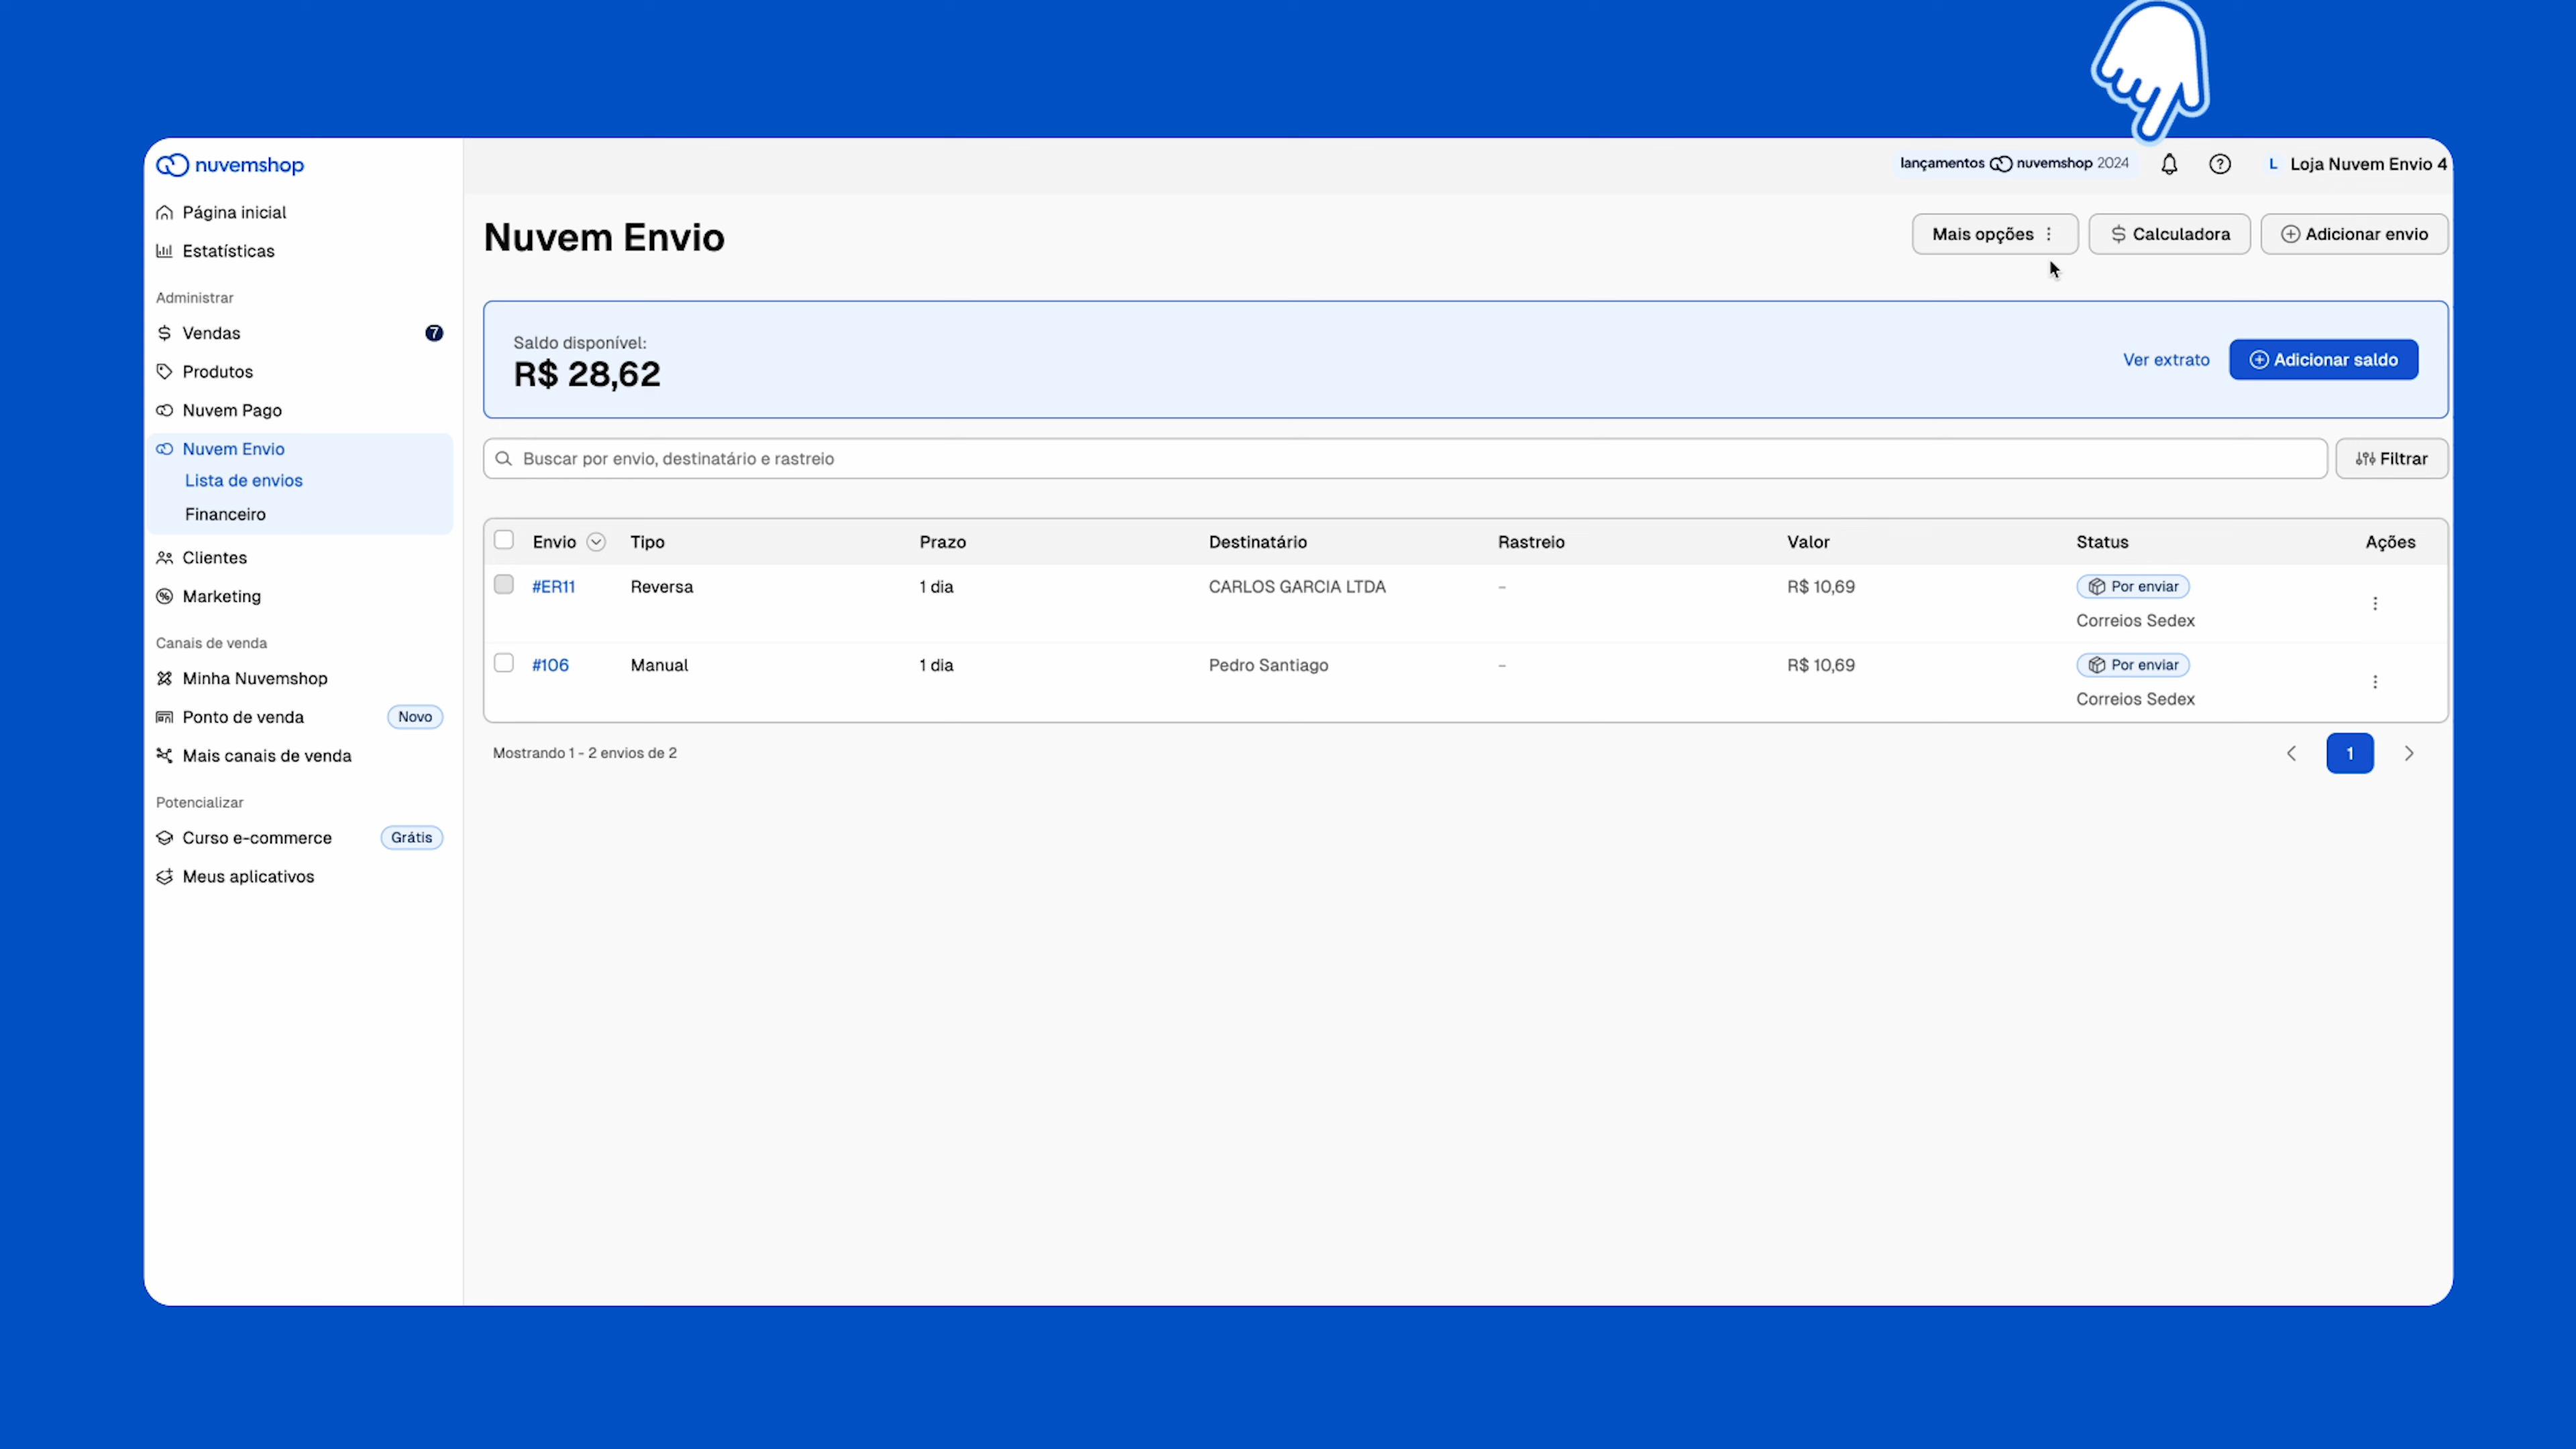 nuvemshop
lançamentos nuvemshop 2024
L Loja Nuvem Envio 4
Página inicial
Estatísticas
Administrar
Vendas 7
Produtos
Nuvem Pago
Nuvem Envio
Lista de envios
Financeiro
Clientes
Marketing
Canais de venda
Minha Nuvemshop
Ponto de venda Novo
Mais canais de venda
Potencializar
Curso e-commerce Grátis
Meus aplicativos
Nuvem Envio
Mais opções
Calculadora
Adicionar envio
Saldo disponível:
R$ 28,62
Ver extrato
Adicionar saldo
Buscar por envio, destinatário e rastreio
Filtrar
Envio Tipo Prazo Destinatário Rastreio Valor Status Ações
#ER11 Reversa 1 dia CARLOS GARCIA LTDA - R$ 10,69 Por enviar
Correios Sedex
#106 Manual 1 dia Pedro Santiago - R$ 10,69 Por enviar
Correios Sedex
Mostrando 1 - 2 envios de 2
1